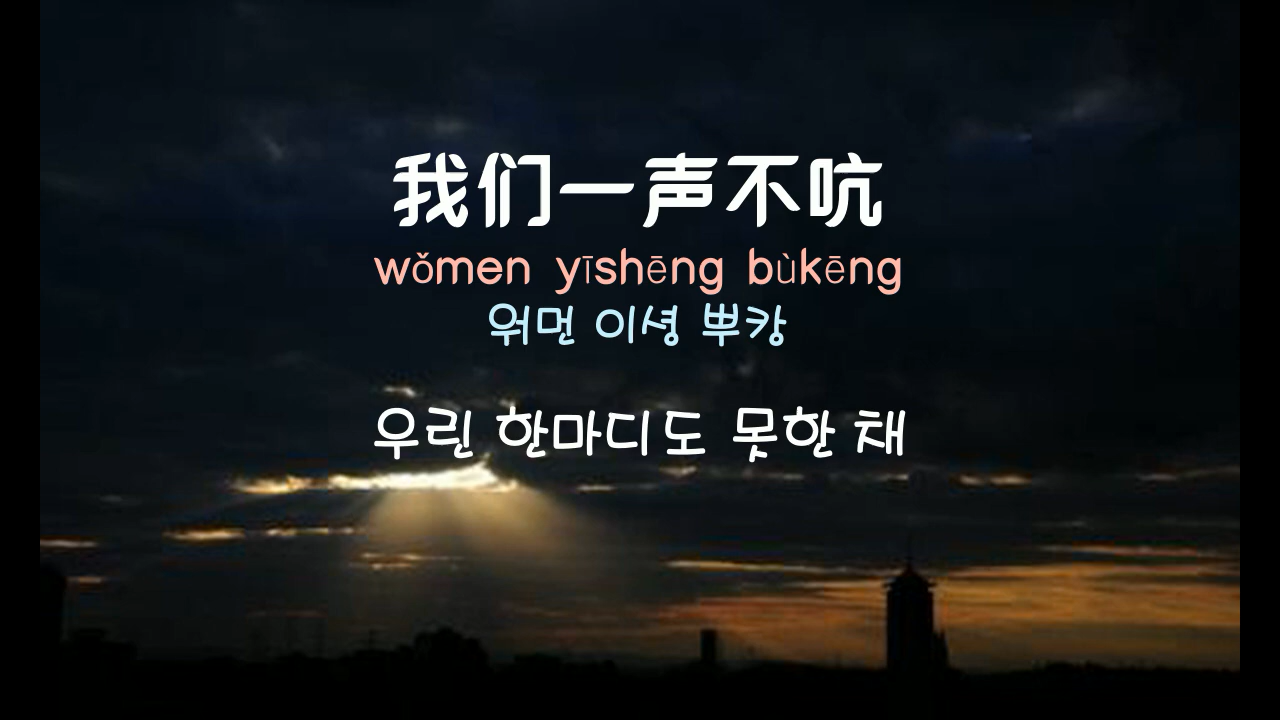 我们一声不吭
wǒmen yīshēng bùkēng
워먼 이셩 뿌컁
우린 한마디도 못한 채